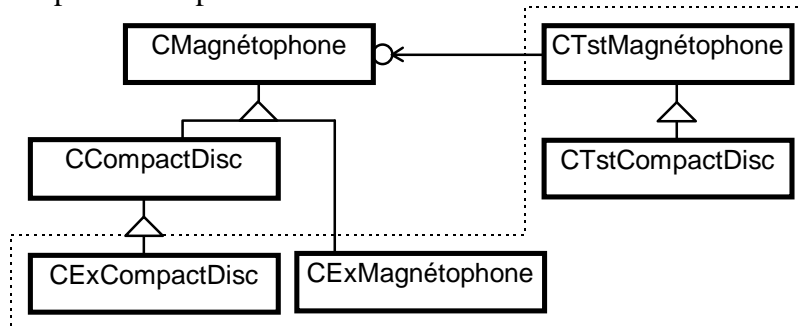 CMagnétophone
CTstMagnétophone
CCompactDisc
CTstCompactDisc
CExCompactDisc
CExMagnétophone